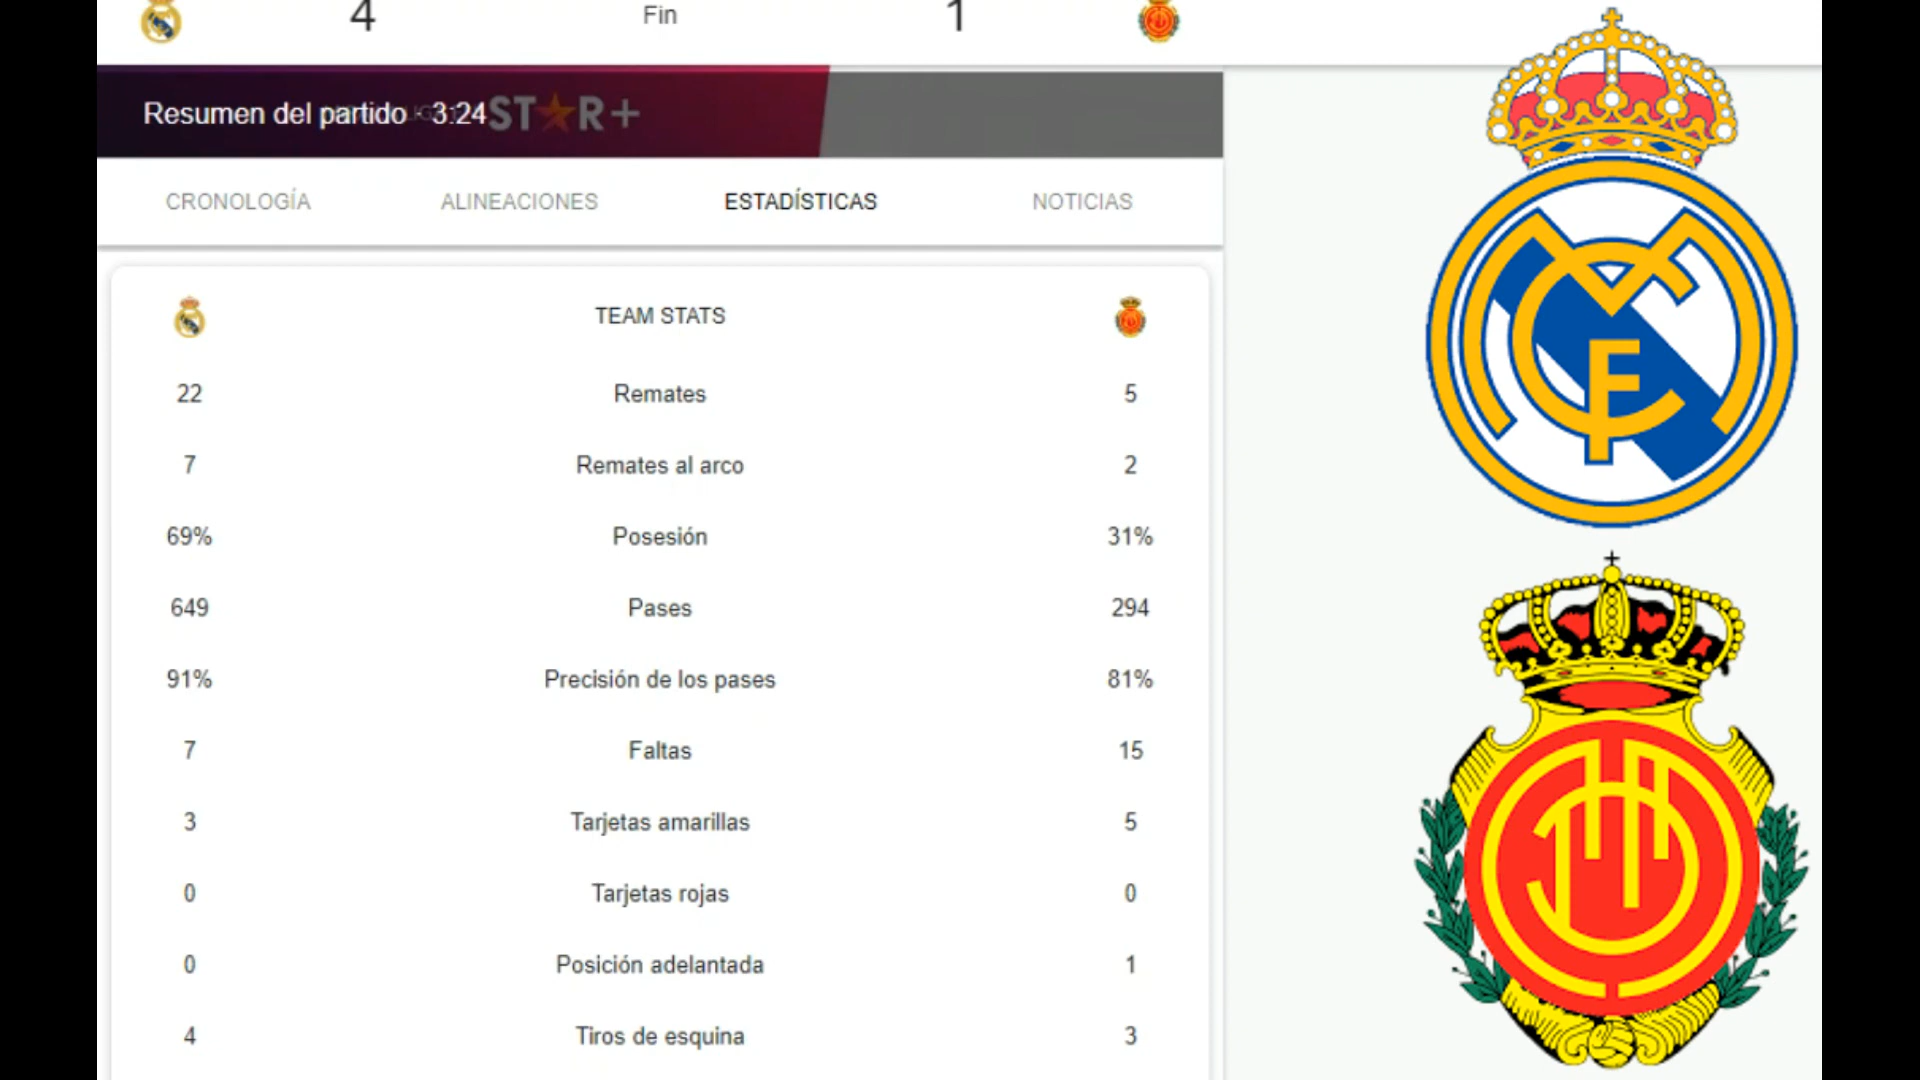 4 Fin 1
Resumen del partido · 3:24 ST★R+
CRONOLOGÍA ALINEACIONES ESTADÍSTICAS NOTICIAS
TEAM STATS
22 Remates 5
7 Remates al arco 2
69% Posesión 31%
649 Pases 294
91% Precisión de los pases 81%
7 Faltas 15
3 Tarjetas amarillas 5
0 Tarjetas rojas 0
0 Posición adelantada 1
4 Tiros de esquina 3